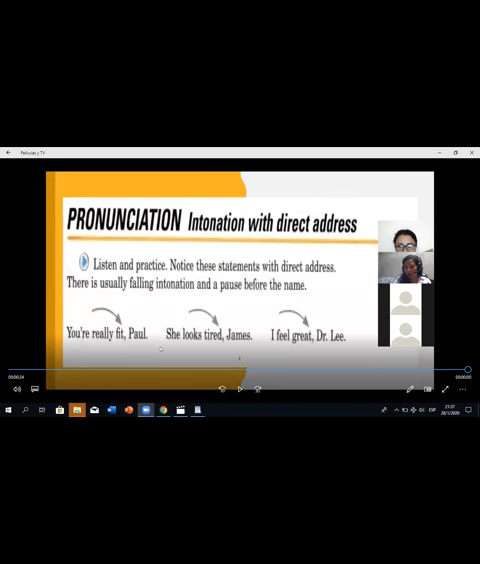 Películas y TV
PRONUNCIATION Intonation with direct address
Listen and practice. Notice these statements with direct address.
There is usually falling intonation and a pause before the name.
You're really fit, Paul. She looks tired, James. I feel great, Dr. Lee.
00:00:24
00:00:00
ESP
21:37